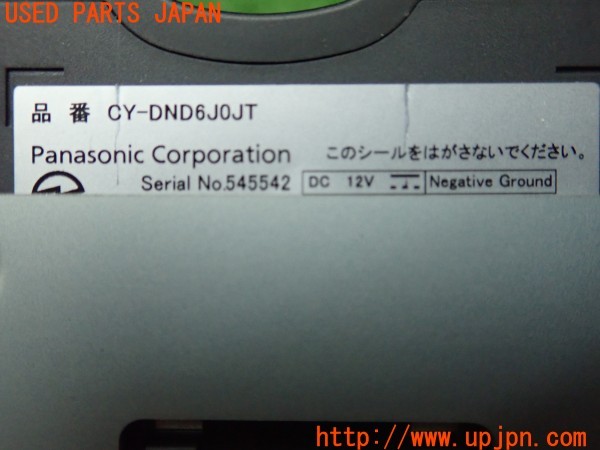 USED PARTS JAPAN
品 番 CY-DND6J0JT
Panasonic Corporation このシールをはがさないでください。
Serial No.545542 DC 12V Negative Ground
http://www.upjpn.com